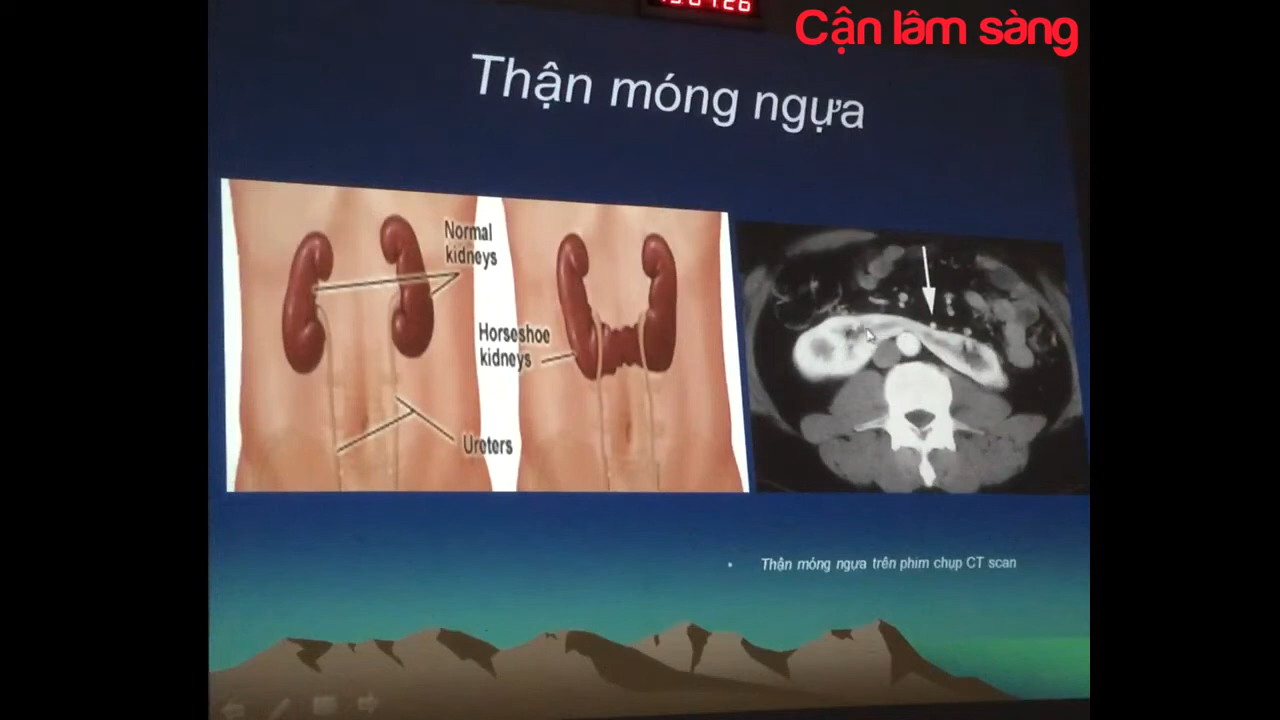 Cận lâm sàng
Thận móng ngựa
Normal
kidneys
Horseshoe
kidneys
Ureters
Thận móng ngựa trên phim chụp CT scan